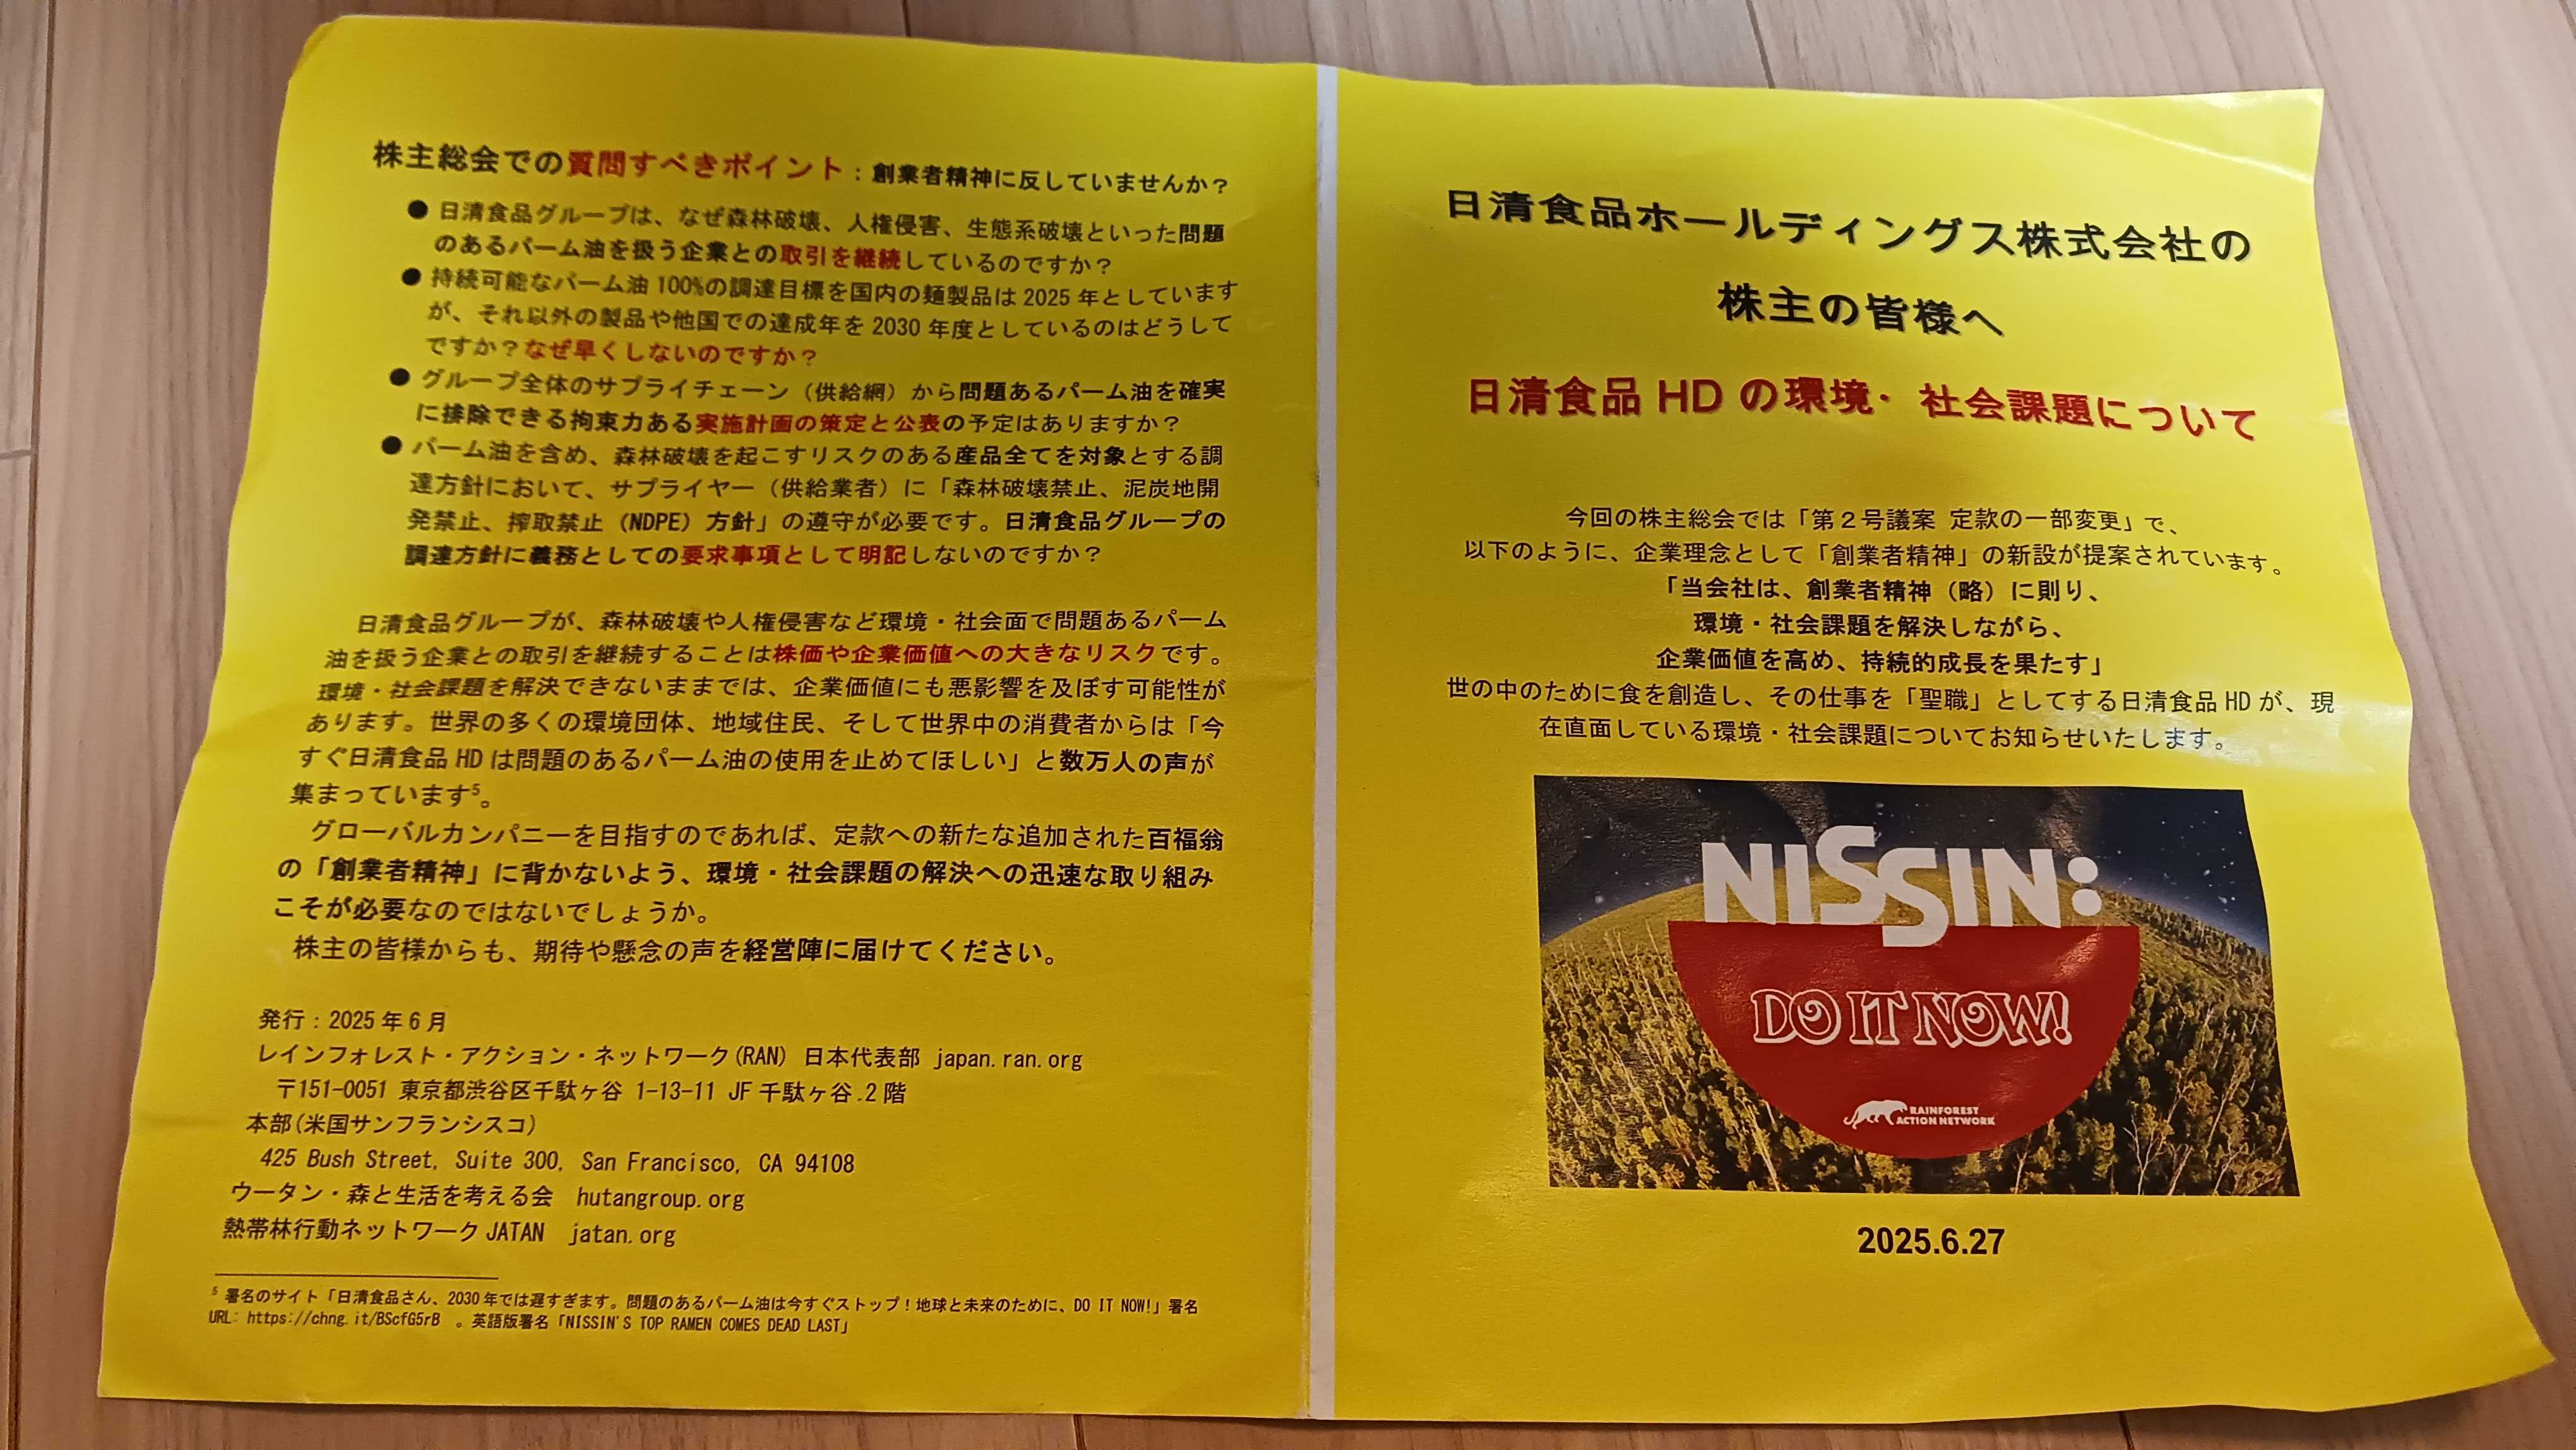 株主総会での質問すべきポイント：創業者精神に反していませんか？
● 日清食品グループは、なぜ森林破壊、人権侵害、生態系破壊といった問題
のあるパーム油を扱う企業との取引を継続しているのですか？
● 持続可能なパーム油100%の調達目標を国内の麺製品は2025年としています
が、それ以外の製品や他国での達成年を2030年度としているのはどうして
ですか？なぜ早くしないのですか？
● グループ全体のサプライチェーン（供給網）から問題あるパーム油を確実
に排除できる拘束力ある実施計画の策定と公表の予定はありますか？
● パーム油を含め、森林破壊を起こすリスクのある産品全てを対象とする調
達方針において、サプライヤー（供給業者）に「森林破壊禁止、泥炭地開
発禁止、搾取禁止（NDPE）方針」の遵守が必要です。日清食品グループの
調達方針に義務としての要求事項として明記しないのですか？
日清食品グループが、森林破壊や人権侵害など環境・社会面で問題あるパーム
油を扱う企業との取引を継続することは株価や企業価値への大きなリスクです。
環境・社会課題を解決できないままでは、企業価値にも悪影響を及ぼす可能性が
あります。世界の多くの環境団体、地域住民、そして世界中の消費者からは「今
すぐ日清食品HDは問題のあるパーム油の使用を止めてほしい」と数万人の声が
集まっています⁵。
グローバルカンパニーを目指すのであれば、定款への新たな追加された百福翁
の「創業者精神」に背かないよう、環境・社会課題の解決への迅速な取り組み
こそが必要なのではないでしょうか。
株主の皆様からも、期待や懸念の声を経営陣に届けてください。
発行：2025年6月
レインフォレスト・アクション・ネットワーク(RAN) 日本代表部 japan.ran.org
〒151-0051 東京都渋谷区千駄ヶ谷 1-13-11 JF千駄ヶ谷.2階
本部(米国サンフランシスコ)
425 Bush Street, Suite 300, San Francisco, CA 94108
ウータン・森と生活を考える会 hutangroup.org
熱帯林行動ネットワークJATAN jatan.org
⁵ 署名のサイト「日清食品さん、2030年では遅すぎます。問題のあるパーム油は今すぐストップ！地球と未来のために、DO IT NOW!」署名
URL: https://chng.it/BScfG5rB 。英語版署名「NISSIN'S TOP RAMEN COMES DEAD LAST」
日清食品ホールディングス株式会社の
株主の皆様へ
日清食品HDの環境・社会課題について
今回の株主総会では「第２号議案 定款の一部変更」で、
以下のように、企業理念として「創業者精神」の新設が提案されています。
「当会社は、創業者精神（略）に則り、
環境・社会課題を解決しながら、
企業価値を高め、持続的成長を果たす」
世の中のために食を創造し、その仕事を「聖職」としてする日清食品HDが、現
在直面している環境・社会課題についてお知らせいたします。
NISSIN:
DO IT NOW!
RAINFOREST
ACTION NETWORK
2025.6.27